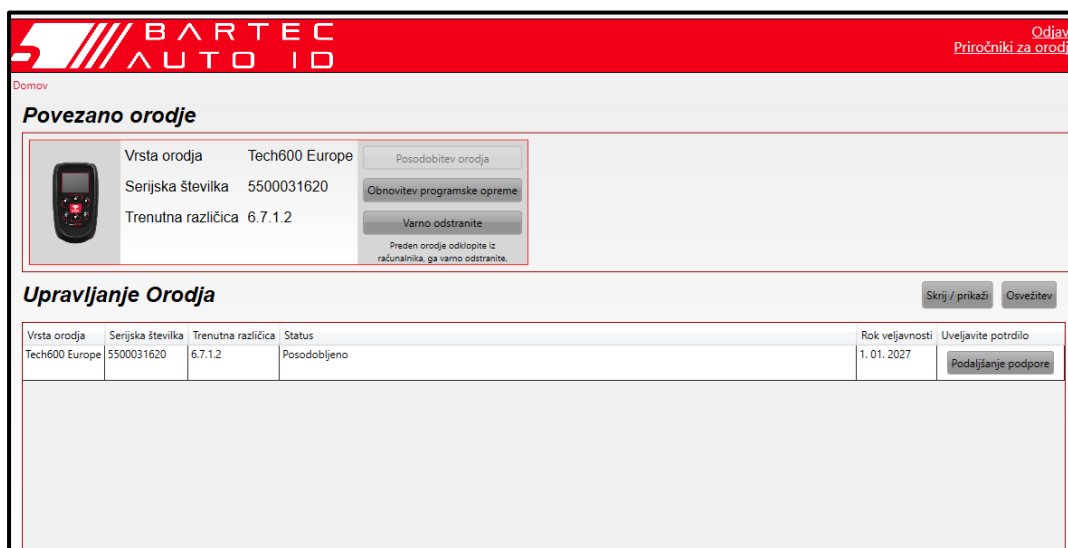 BARTEC
AUTO ID
Odjav
Priročniki za orodj
Domov
Povezano orodje
Vrsta orodja Tech600 Europe
Serijska številka 5500031620
Trenutna različica 6.7.1.2
Posodobitev orodja
Obnovitev programske opreme
Varno odstranite
Preden orodje odklopite iz
računalnika, ga varno odstranite.
Upravljanje Orodja
Skrij / prikaži Osvežitev
Vrsta orodja Serijska številka Trenutna različica Status Rok veljavnosti Uveljavite potrdilo
Tech600 Europe 5500031620 6.7.1.2 Posodobljeno 1. 01. 2027 Podaljšanje podpore